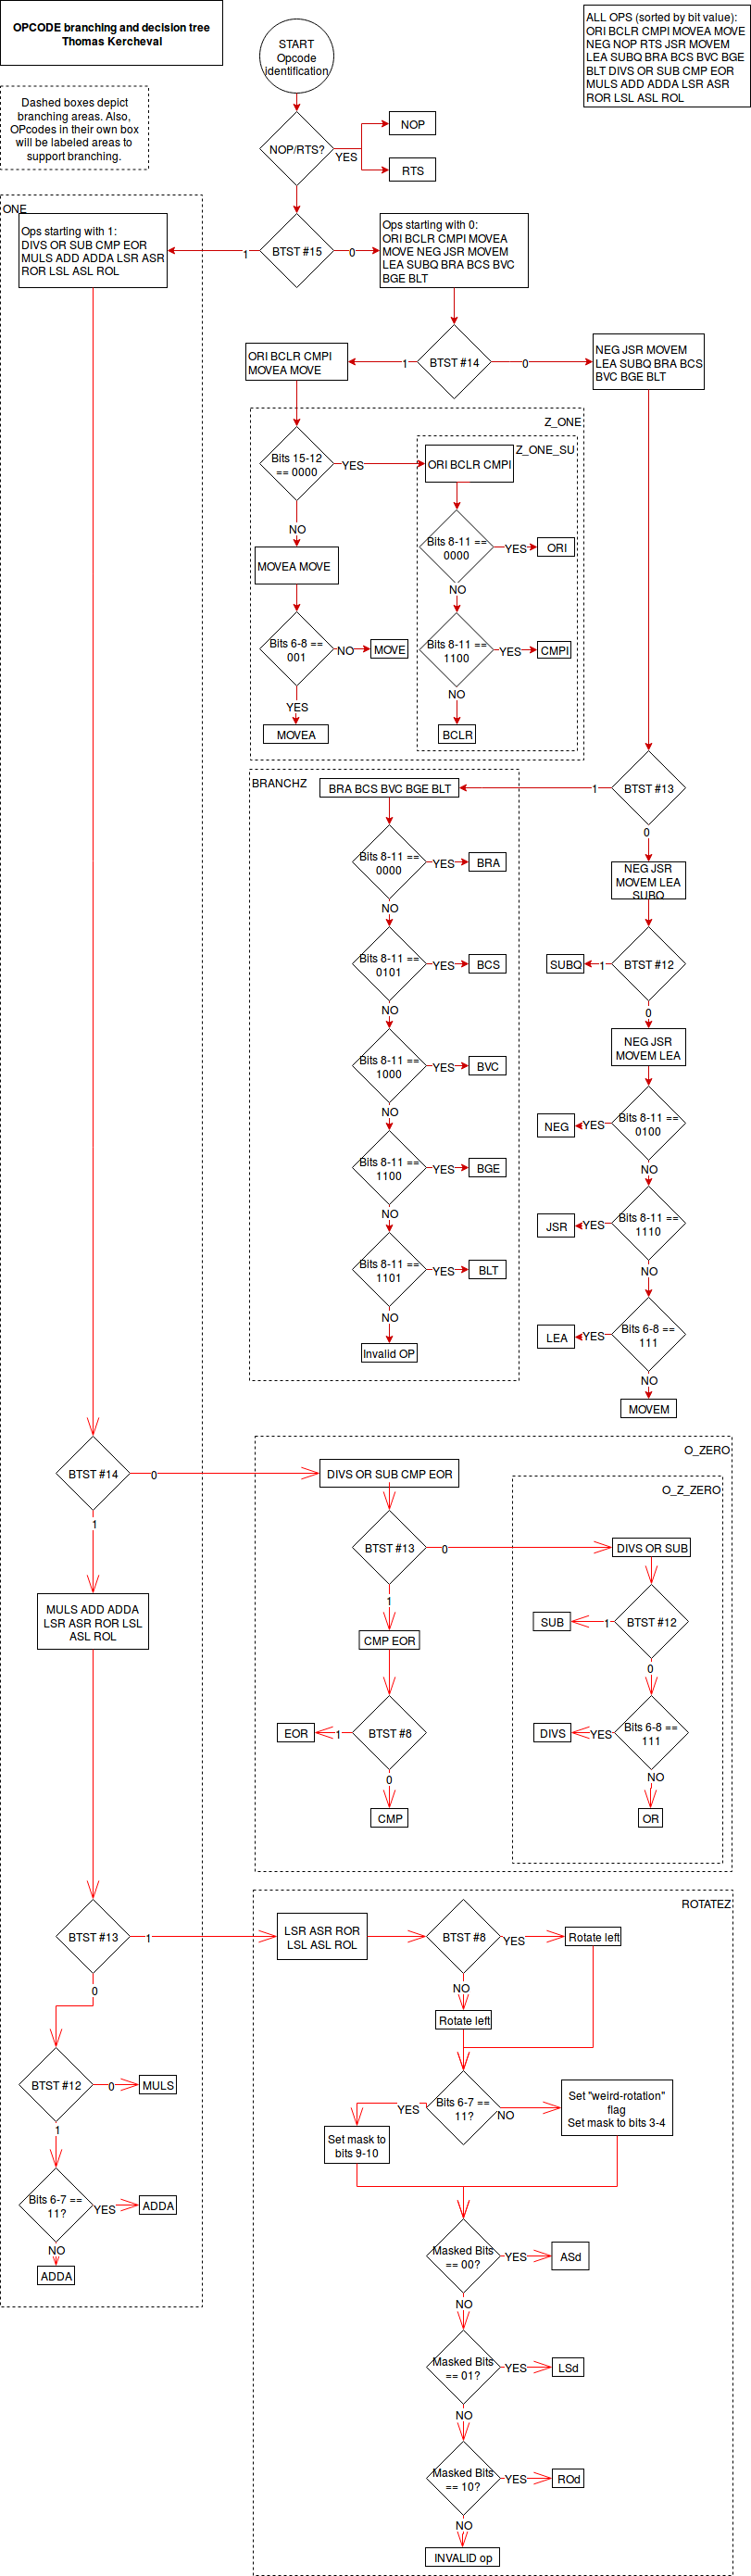 OPCODE branching and decision tree
Thomas Kercheval
START
Opcode
identification
ALL OPS (sorted by bit value):
ORI BCLR CMPI MOVEA MOVE
NEG NOP RTS JSR MOVEM
LEA SUBQ BRA BCS BVC BGE
BLT DIVS OR SUB CMP EOR
MULS ADD ADDA LSR ASR
ROR LSL ASL ROL
Dashed boxes depict
branching areas. Also,
OPcodes in their own box
will be labeled areas to
support branching.
NOP/RTS?
YES
NOP
RTS
ONE
Ops starting with 1:
DIVS OR SUB CMP EOR
MULS ADD ADDA LSR ASR
ROR LSL ASL ROL
1
BTST #15
0
Ops starting with 0:
ORI BCLR CMPI MOVEA
MOVE NEG JSR MOVEM
LEA SUBQ BRA BCS BVC
BGE BLT
ORI BCLR CMPI
MOVEA MOVE
1
BTST #14
0
NEG JSR MOVEM
LEA SUBQ BRA BCS
BVC BGE BLT
Z_ONE
Bits 15-12
== 0000
YES
Z_ONE_SU
ORI BCLR CMPI
NO
MOVEA MOVE
Bits 8-11 ==
0000
YES
ORI
NO
Bits 6-8 ==
001
NO
MOVE
Bits 8-11 ==
1100
YES
CMPI
YES
MOVEA
NO
BCLR
BRANCHZ
BRA BCS BVC BGE BLT
1
BTST #13
0
Bits 8-11 ==
0000
YES
BRA
NO
NEG JSR
MOVEM LEA
SUBQ
Bits 8-11 ==
0101
YES
BCS
NO
SUBQ
1
BTST #12
0
Bits 8-11 ==
1000
YES
BVC
NO
NEG JSR
MOVEM LEA
Bits 8-11 ==
1100
YES
BGE
NO
NEG
YES
Bits 8-11 ==
0100
NO
Bits 8-11 ==
1101
YES
BLT
NO
Invalid OP
JSR
YES
Bits 8-11 ==
1110
NO
LEA
YES
Bits 6-8 ==
111
NO
MOVEM
BTST #14
0
1
O_ZERO
DIVS OR SUB CMP EOR
O_Z_ZERO
BTST #13
0
DIVS OR SUB
1
CMP EOR
SUB
1
BTST #12
0
EOR
1
BTST #8
0
CMP
DIVS
YES
Bits 6-8 ==
111
NO
OR
MULS ADD ADDA
LSR ASR ROR LSL
ASL ROL
BTST #13
1
0
ROTATEZ
LSR ASR ROR
LSL ASL ROL
BTST #8
YES
Rotate left
NO
Rotate left
BTST #12
0
MULS
1
Bits 6-7 ==
11?
YES
NO
Set mask to
bits 9-10
Set "weird-rotation"
flag
Set mask to bits 3-4
Bits 6-7 ==
11?
YES
ADDA
NO
ADDA
Masked Bits
== 00?
YES
ASd
NO
Masked Bits
== 01?
YES
LSd
NO
Masked Bits
== 10?
YES
ROd
NO
INVALID op